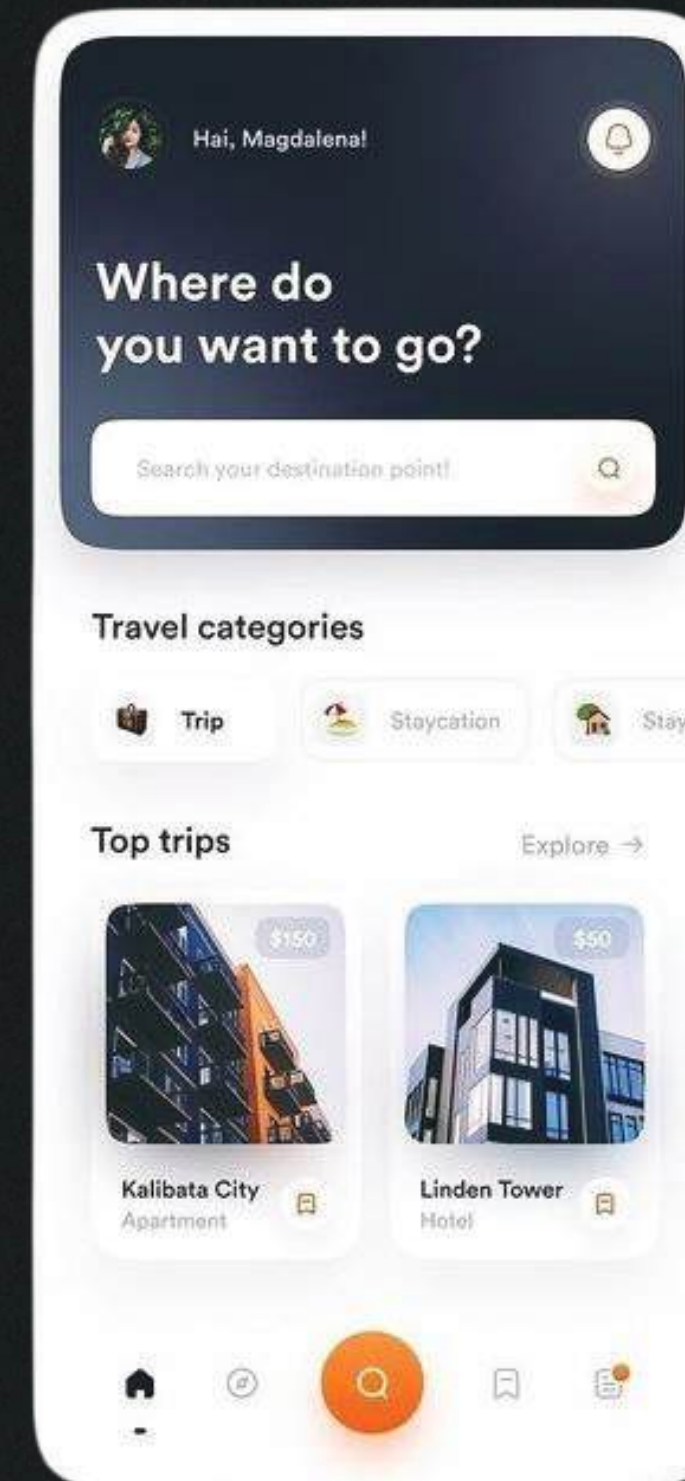 Hai, Magdalena!
Where do
you want to go?
Search your destination point!
Travel categories
Trip
Staycation
Stay
Top trips
Explore →
$150
$50
Kalibata City
Apartment
Linden Tower
Hotel